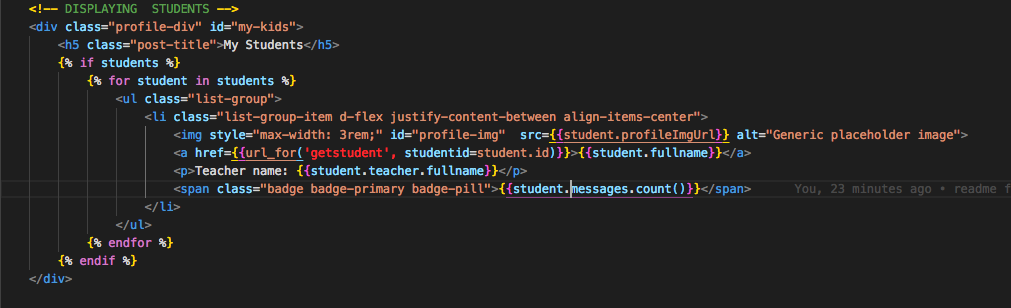 <!-- DISPLAYING  STUDENTS -->
<div class="profile-div" id="my-kids">
    <h5 class="post-title">My Students</h5>
    {% if students %}
        {% for student in students %}
            <ul class="list-group">
                <li class="list-group-item d-flex justify-content-between align-items-center">
                    <img style="max-width: 3rem;" id="profile-img"  src={{student.profileImgUrl}} alt="Generic placeholder image">
                    <a href={{url_for('getstudent', studentid=student.id)}}>{{student.fullname}}</a>
                    <p>Teacher name: {{student.teacher.fullname}}</p>
                    <span class="badge badge-primary badge-pill">{{student.messages.count()}}</span>      You, 23 minutes ago • readme f
                </li>
            </ul>
        {% endfor %}
    {% endif %}
</div>